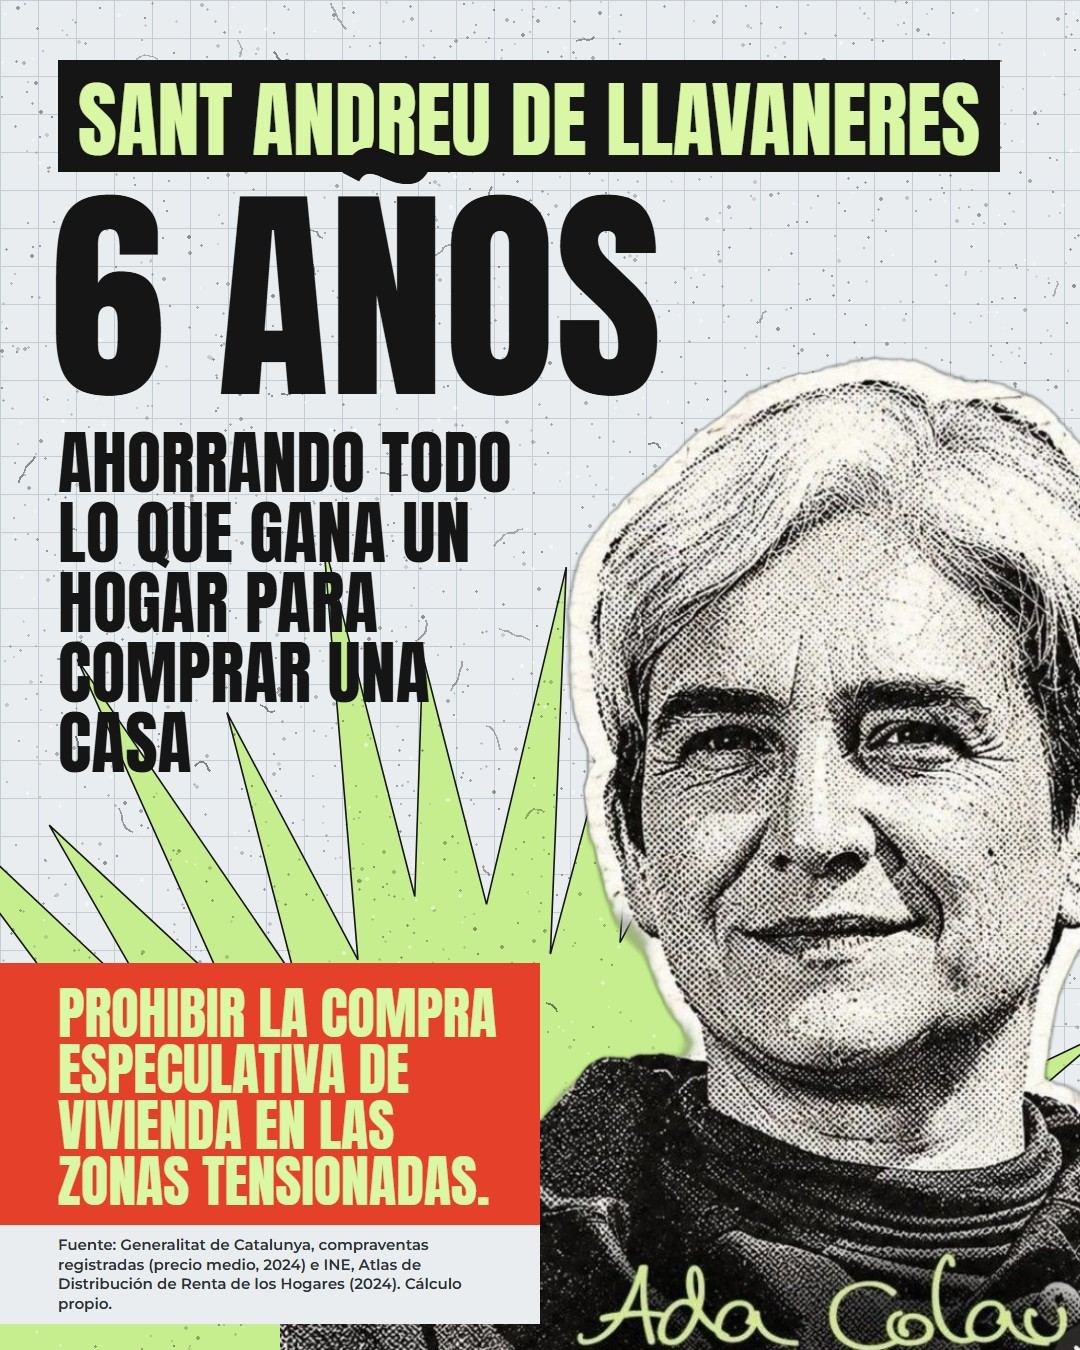 SANT ANDREU DE LLAVANERES
6 AÑOS
AHORRANDO TODO
LO QUE GANA UN
HOGAR PARA
COMPRAR UNA
CASA
PROHIBIR LA COMPRA
ESPECULATIVA DE
VIVIENDA EN LAS
ZONAS TENSIONADAS.
Fuente: Generalitat de Catalunya, compraventas
registradas (precio medio, 2024) e INE, Atlas de
Distribución de Renta de los Hogares (2024). Cálculo
propio.
Ada Colau